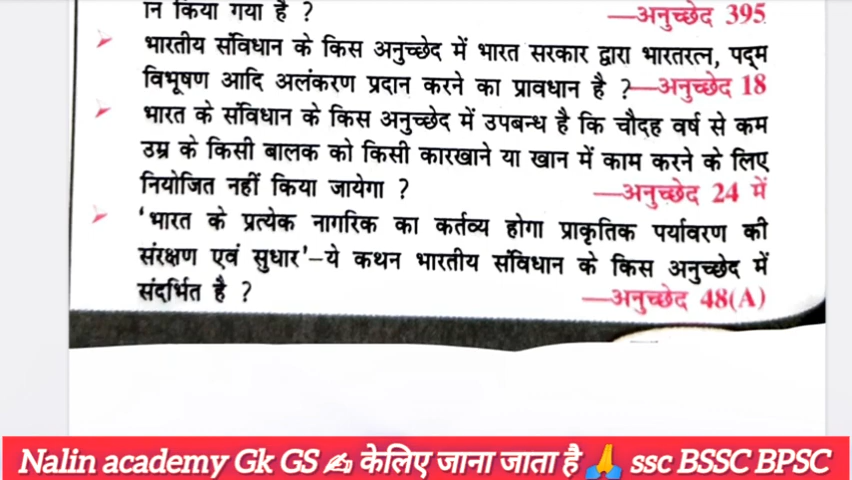 न किया गया है ? —अनुच्छेद 395
➤ भारतीय संविधान के किस अनुच्छेद में भारत सरकार द्वारा भारतरत्न, पद्म
विभूषण आदि अलंकरण प्रदान करने का प्रावधान है ?—अनुच्छेद 18
➤ भारत के संविधान के किस अनुच्छेद में उपबन्ध है कि चौदह वर्ष से कम
उम्र के किसी बालक को किसी कारखाने या खान में काम करने के लिए
नियोजित नहीं किया जायेगा ? —अनुच्छेद 24 में
➤ 'भारत के प्रत्येक नागरिक का कर्तव्य होगा प्राकृतिक पर्यावरण की
संरक्षण एवं सुधार'–ये कथन भारतीय संविधान के किस अनुच्छेद में
संदर्भित है ? —अनुच्छेद 48(A)
Nalin academy Gk GS ✍ केलिए जाना जाता है 🙏 ssc BSSC BPSC